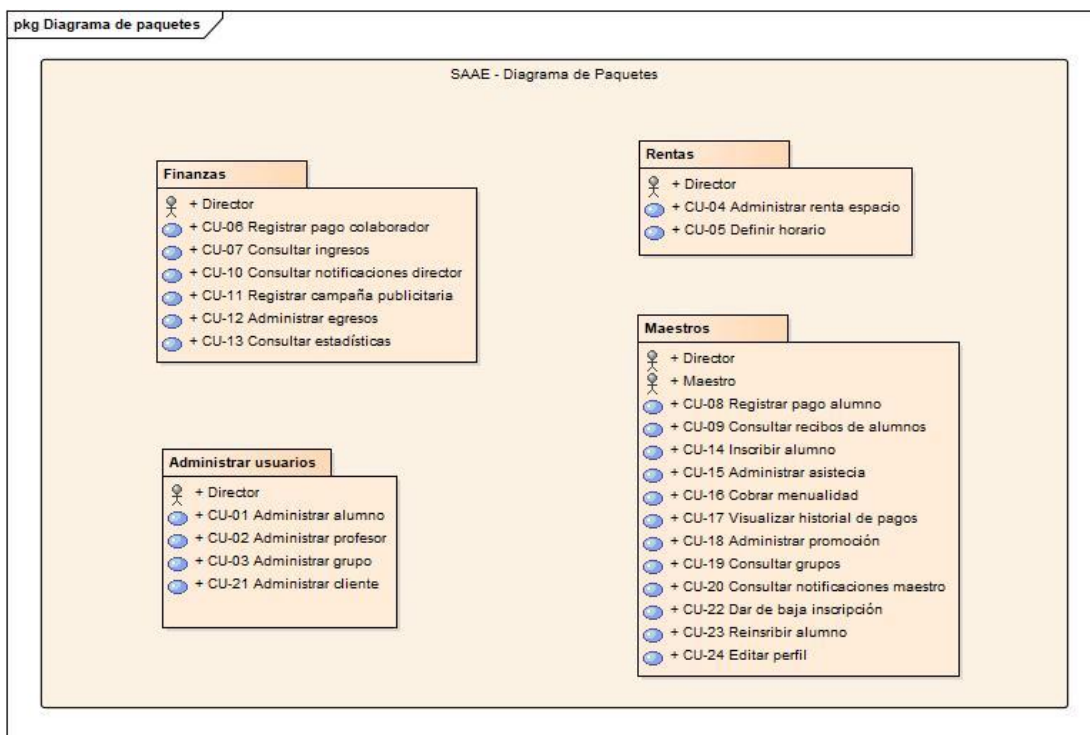 pkg Diagrama de paquetes
SAAE - Diagrama de Paquetes
Finanzas
+ Director
+ CU-06 Registrar pago colaborador
+ CU-07 Consultar ingresos
+ CU-10 Consultar notificaciones director
+ CU-11 Registrar campaña publicitaria
+ CU-12 Administrar egresos
+ CU-13 Consultar estadísticas
Rentas
+ Director
+ CU-04 Administrar renta espacio
+ CU-05 Definir horario
Administrar usuarios
+ Director
+ CU-01 Administrar alumno
+ CU-02 Administrar profesor
+ CU-03 Administrar grupo
+ CU-21 Administrar cliente
Maestros
+ Director
+ Maestro
+ CU-08 Registrar pago alumno
+ CU-09 Consultar recibos de alumnos
+ CU-14 Inscribir alumno
+ CU-15 Administrar asistecia
+ CU-16 Cobrar menualidad
+ CU-17 Visualizar historial de pagos
+ CU-18 Administrar promoción
+ CU-19 Consultar grupos
+ CU-20 Consultar notificaciones maestro
+ CU-22 Dar de baja inscripción
+ CU-23 Reinsribir alumno
+ CU-24 Editar perfil